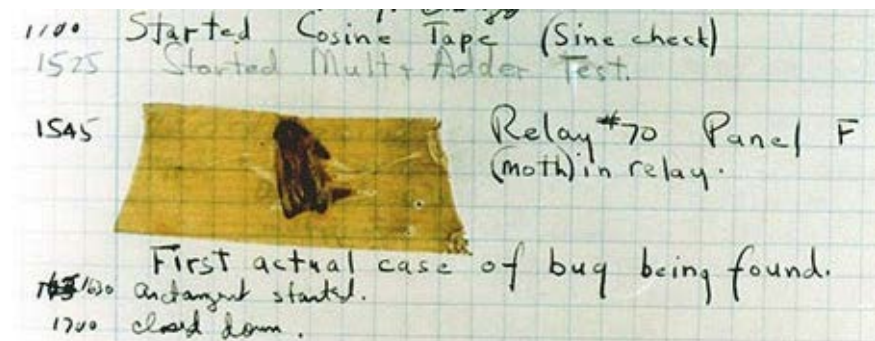 1100 Started Cosine Tape (Sine check)
1525 Started Mult + Adder Test.
1545 Relay #70 Panel F
(moth) in relay.
First actual case of bug being found.
1630 arctangent started.
1700 closed down.